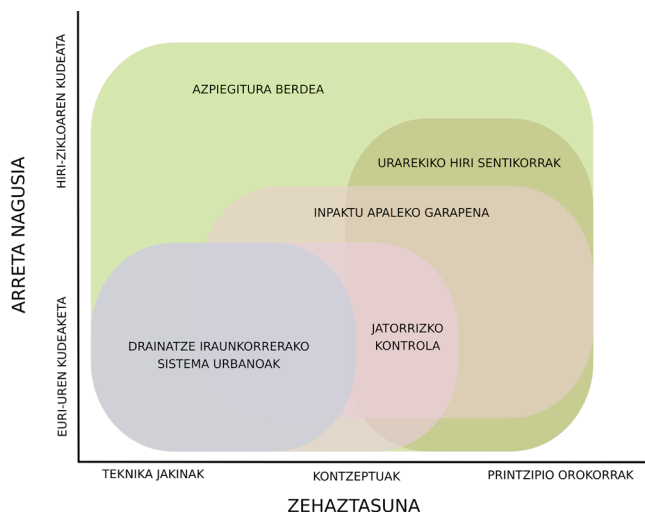 HIRI-ZIKLOAREN KUDEATA
ARRETA NAGUSIA
EURI-UREN KUDEAKETA
AZPIEGITURA BERDEA
URAREKIKO HIRI SENTIKORRAK
INPAKTU APALEKO GARAPENA
JATORRIZKO
KONTROLA
DRAINATZE IRAUNKORRERAKO
SISTEMA URBANOAK
TEKNIKA JAKINAK
KONTZEPTUAK
PRINTZIPIO OROKORRAK
ZEHAZTASUNA